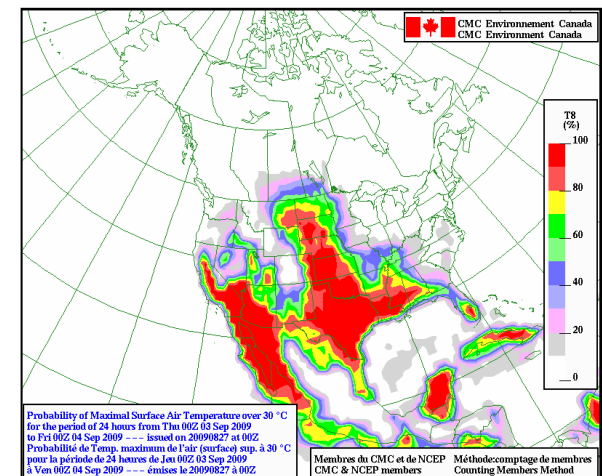 CMC Environnement Canada
CMC Environment Canada
T8
(%)
100
80
60
40
20
0
Probability of Maximal Surface Air Temperature over 30 °C
for the period of 24 hours from Thu 00Z 03 Sep 2009
to Fri 00Z 04 Sep 2009 --- issued on 20090827 at 00Z
Probabilité de Temp. maximum de l'air (surface) sup. à 30 °C
pour la période de 24 heures de Jeu 00Z 03 Sep 2009
à Ven 00Z 04 Sep 2009 --- émises le 20090827 à 00Z
Membres du CMC et de NCEP Méthode:comptage de membres
CMC & NCEP members Counting Members Method